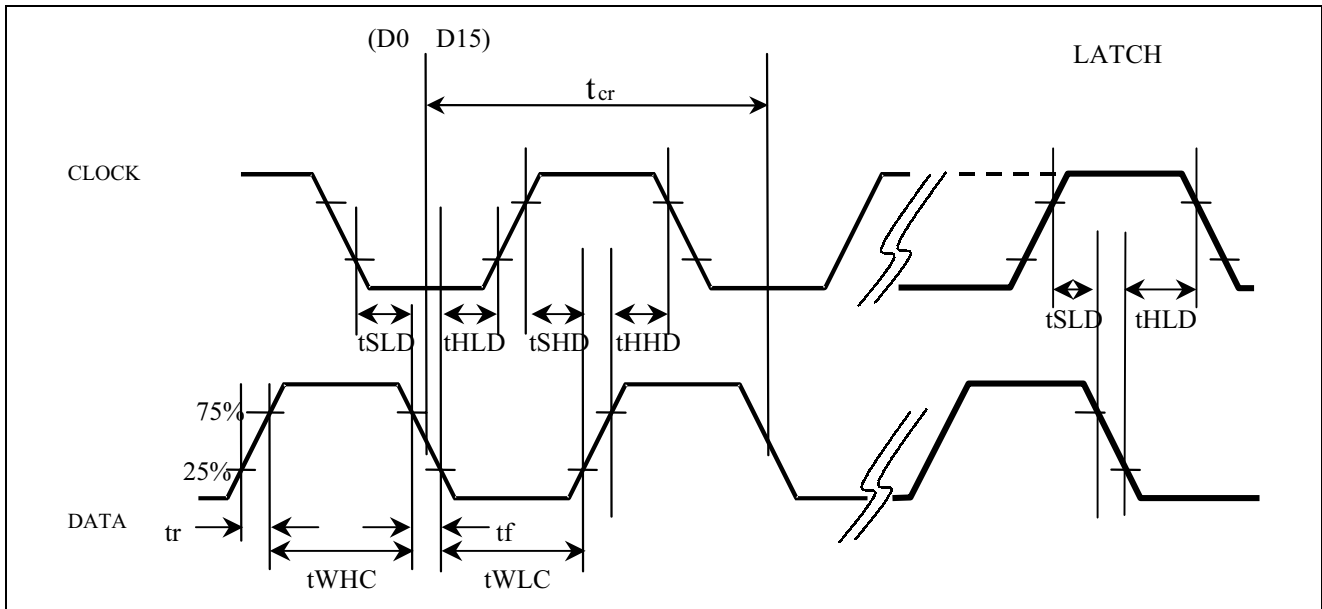 (D0 D15)
LATCH
tcr
CLOCK
tSLD tHLD tSHD tHHD
tSLD tHLD
75%
25%
DATA
tr
tf
tWHC tWLC